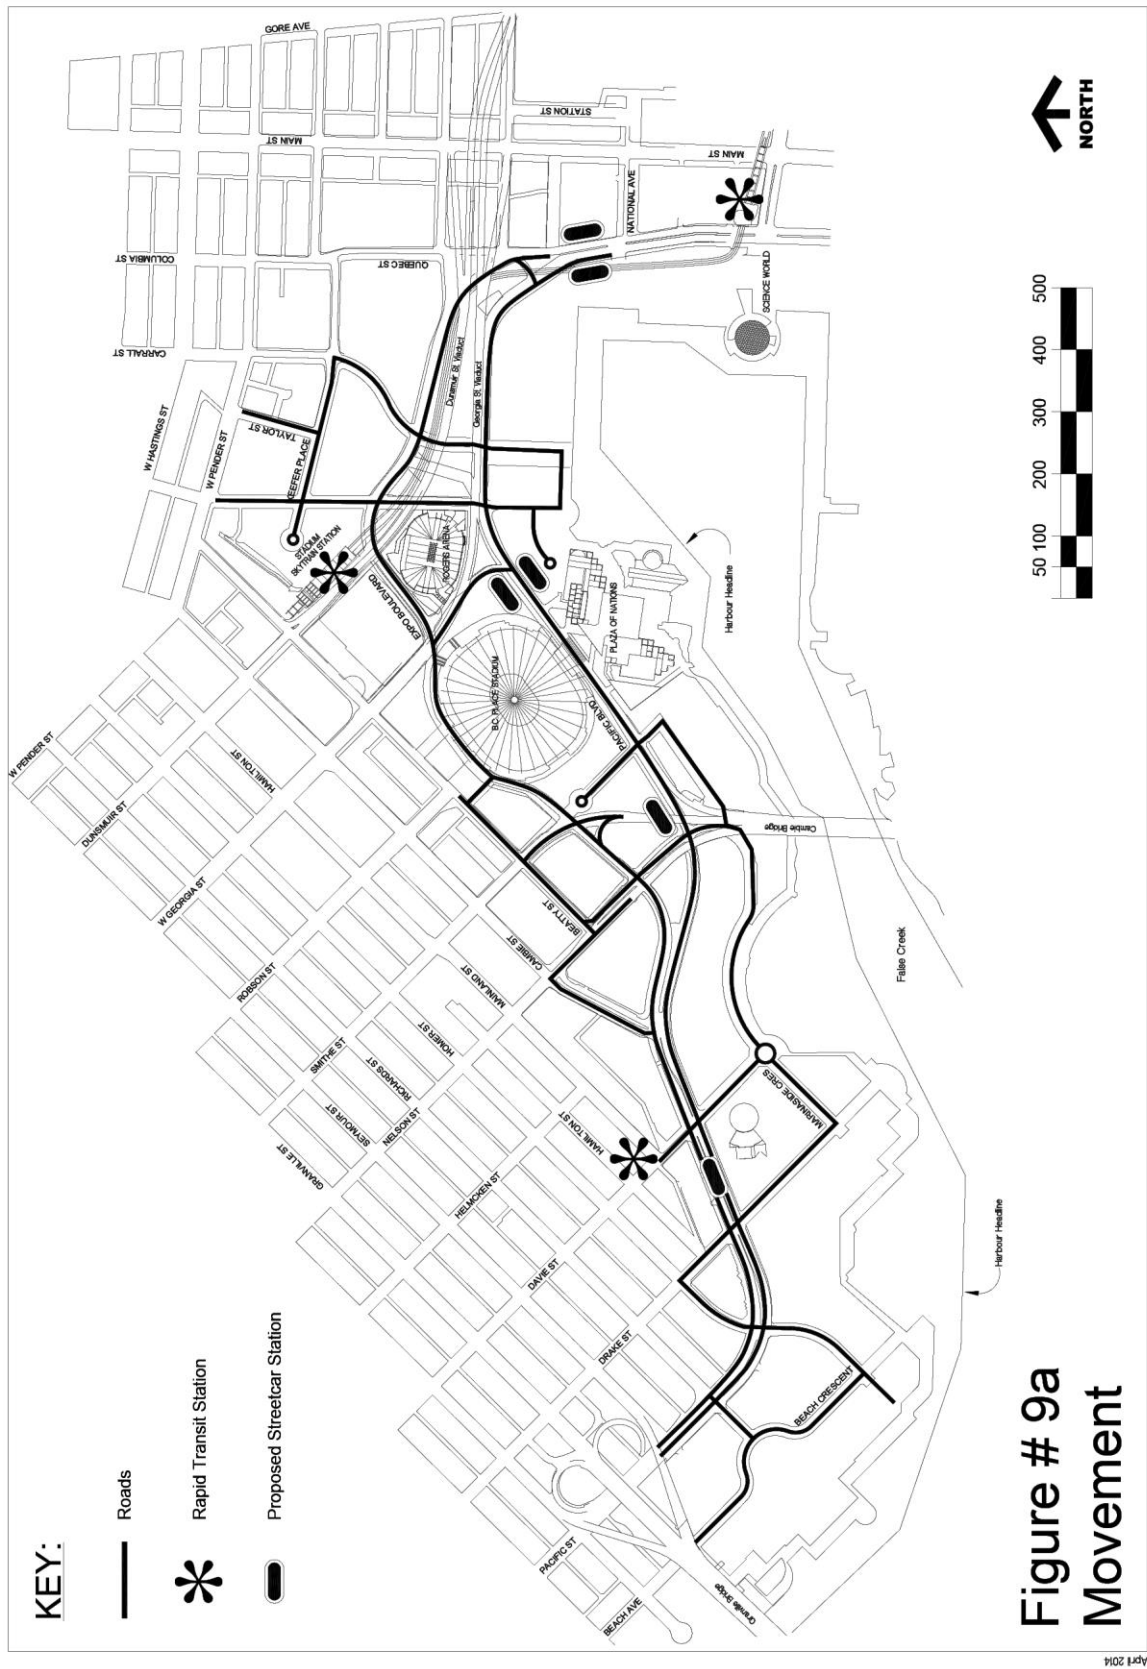 KEY:
Roads
Rapid Transit Station
Proposed Streetcar Station
W PENDER ST
DUNSMUIR ST
W GEORGIA ST
ROBSON ST
SMITHE ST
NELSON ST
HELMCKEN ST
DAVIE ST
DRAKE ST
PACIFIC ST
BEACH AVE
GRANVILLE ST
SEYMOUR ST
RICHARDS ST
HOMER ST
HAMILTON ST
MAINLAND ST
CAMBIE ST
BEATTY ST
HAMILTON ST
W HASTINGS ST
W PENDER ST
KEEFER PLACE
TAYLOR ST
CARRALL ST
COLUMBIA ST
QUEBEC ST
MAIN ST
GORE AVE
STATION ST
NATIONAL AVE
MAIN ST
STADIUM
SKYTRAIN STATION
EXPO BOULEVARD
ROGERS ARENA
B.C. PLACE STADIUM
Dunsmuir St. Viaduct
Georgia St. Viaduct
PACIFIC BLVD
PLAZA OF NATIONS
SCIENCE WORLD
Cambie Bridge
MARINASIDE CRES
BEACH CRESCENT
Granville Bridge
False Creek
Harbour Headline
Harbour Headline
50 100 200 300 400 500
NORTH
Figure # 9a
Movement
April 2014